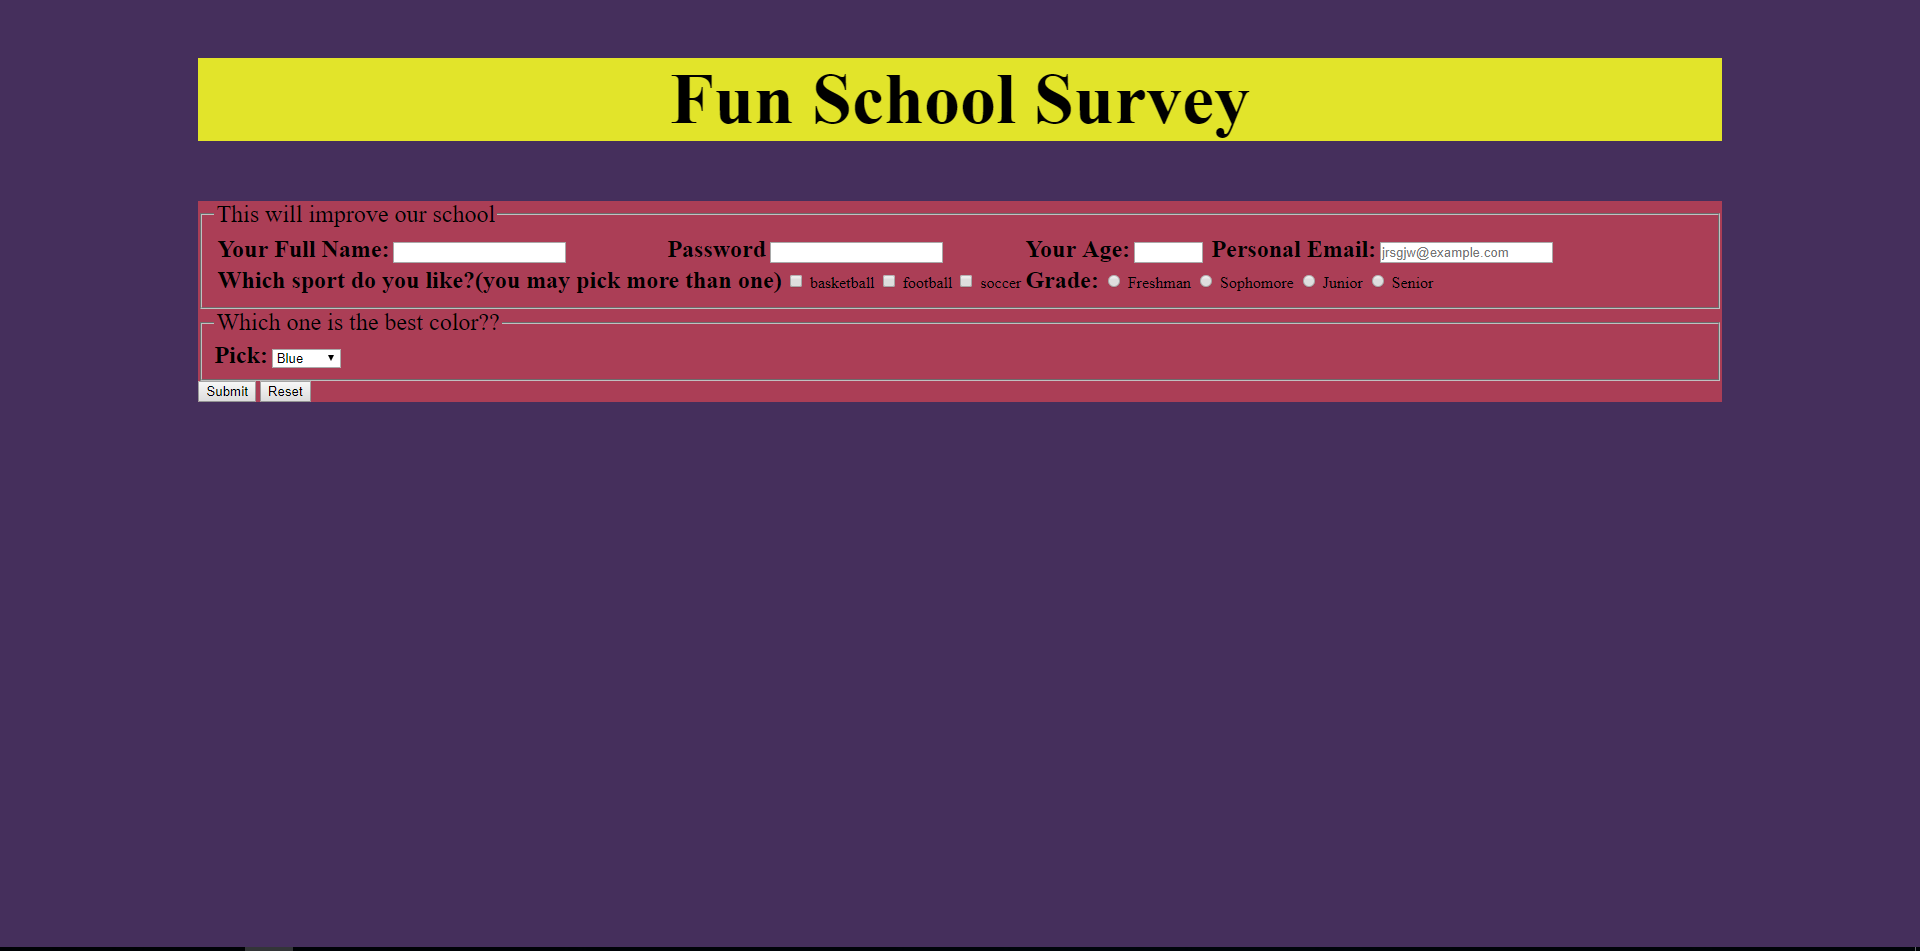 Fun School Survey
This will improve our school
Your Full Name: Password Your Age: Personal Email: jrsgjw@example.com
Which sport do you like?(you may pick more than one) basketball football soccer Grade: Freshman Sophomore Junior Senior
Which one is the best color??
Pick: Blue
Submit Reset